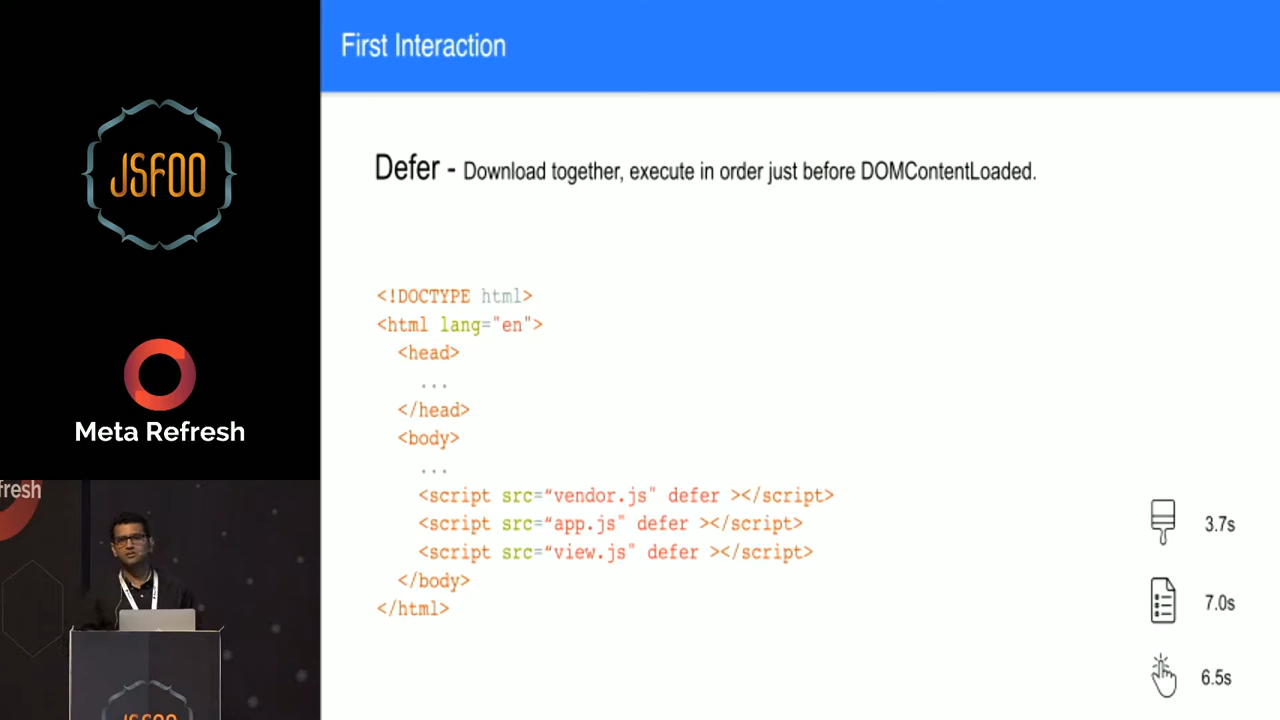 First Interaction
JSFOO
Defer - Download together, execute in order just before DOMContentLoaded.
<!DOCTYPE html>
<html lang="en">
<head>
...
</head>
<body>
...
<script src=“vendor.js" defer ></script>
<script src=“app.js" defer ></script>
<script src=“view.js" defer ></script>
</body>
</html>
Meta Refresh
fresh
3.7s
7.0s
6.5s
JSFOO